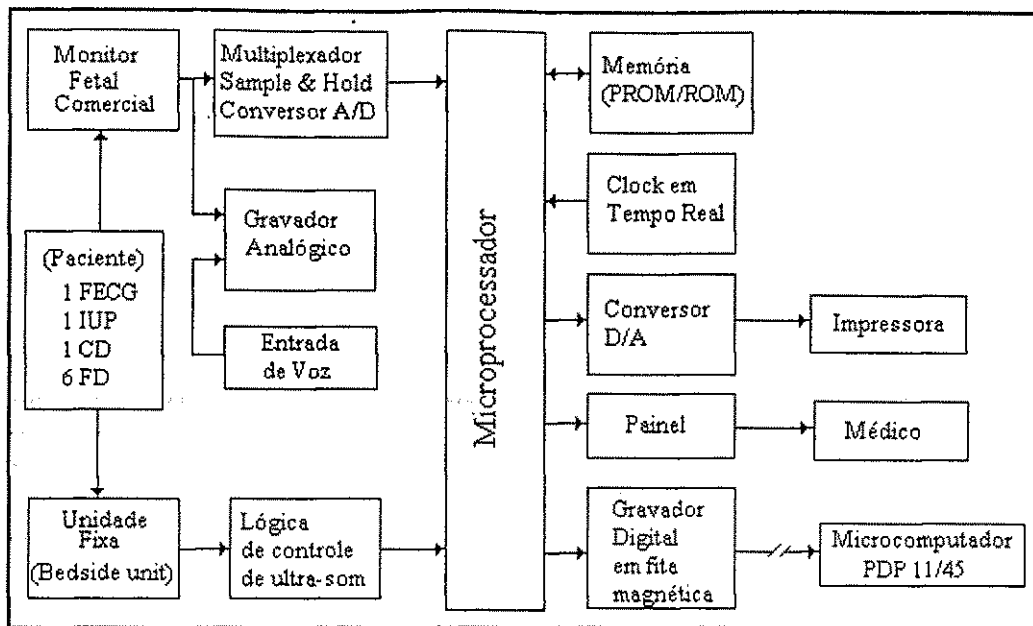 Monitor
Fetal
Comercial
Multiplexador
Sample & Hold
Conversor A/D
Memória
(PROM/ROM)
Clock em
Tempo Real
Gravador
Analógico
(Paciente)
1 FECG
1 IUP
1 CD
6 FD
Entrada
de Voz
Microprocessador
Conversor
D/A
Impressora
Painel
Médico
Unidade
Fixa
(Bedside unit)
Lógica
de controle
de ultra-som
Gravador
Digital
em fita
magnética
Microcomputador
PDP 11/45